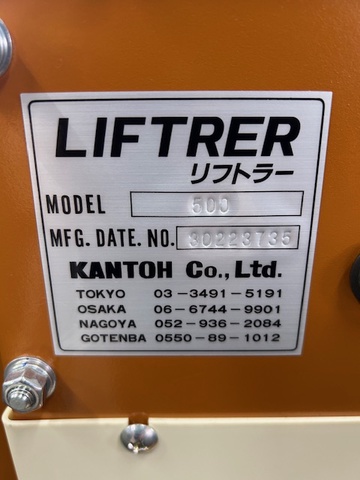 LIFTRER
リフトラー
MODEL 500
MFG. DATE. NO. 30223735
KANTOH Co., Ltd.
TOKYO 03-3491-5191
OSAKA 06-6744-9901
NAGOYA 052-936-2084
GOTENBA 0550-89-1012